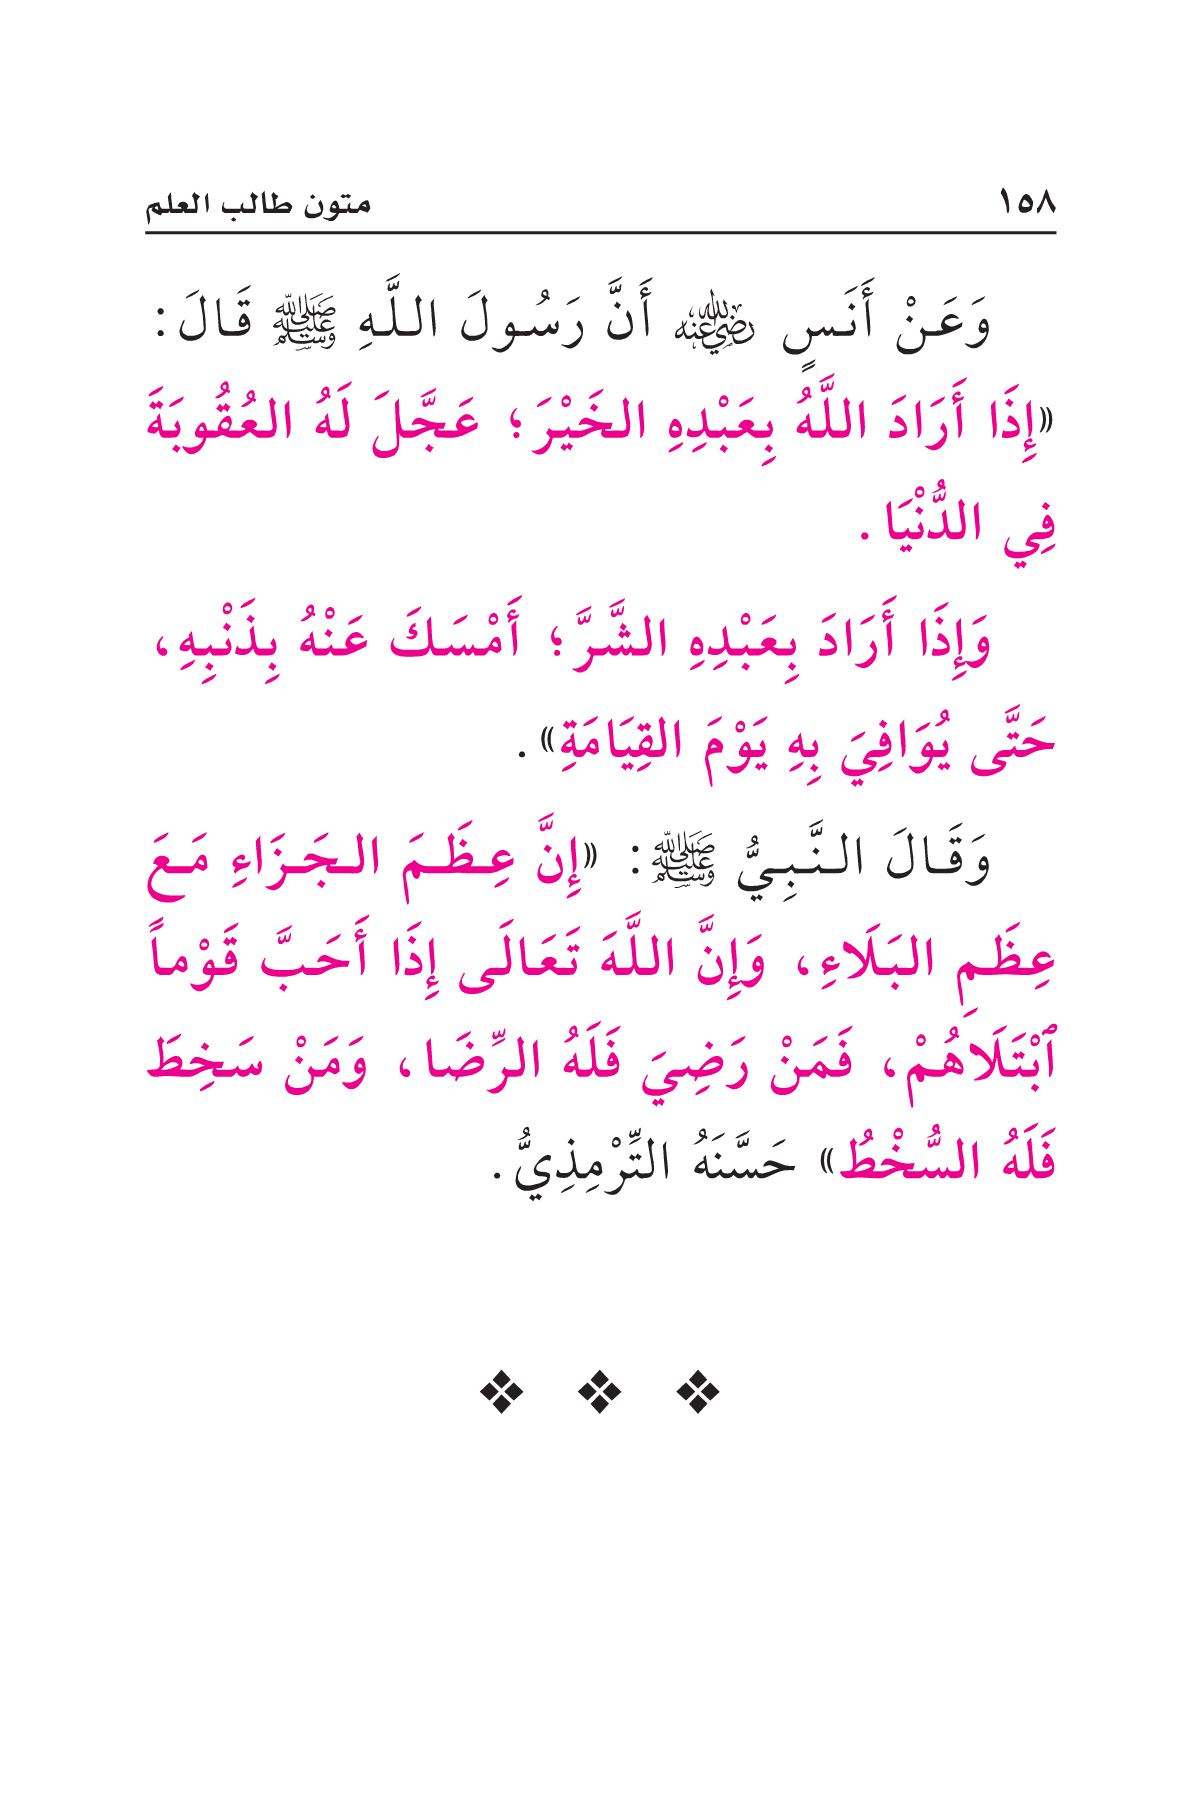 ١٥٨ متون طالب العلم
وَعَنْ أَنَسٍ رضي الله عنه أَنَّ رَسُولَ اللَّهِ ﷺ قَالَ:
«إِذَا أَرَادَ اللَّهُ بِعَبْدِهِ الخَيْرَ؛ عَجَّلَ لَهُ العُقُوبَةَ
فِي الدُّنْيَا.
وَإِذَا أَرَادَ بِعَبْدِهِ الشَّرَّ؛ أَمْسَكَ عَنْهُ بِذَنْبِهِ،
حَتَّى يُوَافِيَ بِهِ يَوْمَ القِيَامَةِ».
وَقَالَ النَّبِيُّ ﷺ: «إِنَّ عِظَمَ الجَزَاءِ مَعَ
عِظَمِ البَلَاءِ، وَإِنَّ اللَّهَ تَعَالَى إِذَا أَحَبَّ قَوْماً
ٱبْتَلَاهُمْ، فَمَنْ رَضِيَ فَلَهُ الرِّضَا، وَمَنْ سَخِطَ
فَلَهُ السُّخْطُ» حَسَّنَهُ التِّرْمِذِيُّ.